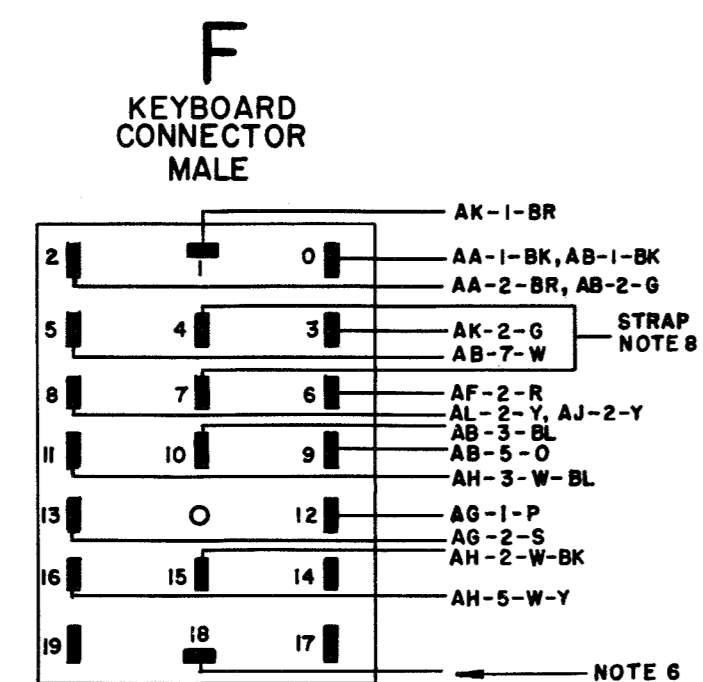 F
KEYBOARD
CONNECTOR
MALE
AK-1-BR
2 1 0 AA-1-BK, AB-1-BK
AA-2-BR, AB-2-G
5 4 3 AK-2-G
STRAP
NOTE 8
AB-7-W
8 7 6 AF-2-R
AL-2-Y, AJ-2-Y
AB-3-BL
11 10 9 AB-5-O
AH-3-W-BL
13 12 AG-1-P
AG-2-S
AH-2-W-BK
16 15 14
AH-5-W-Y
19 18 17
NOTE 6